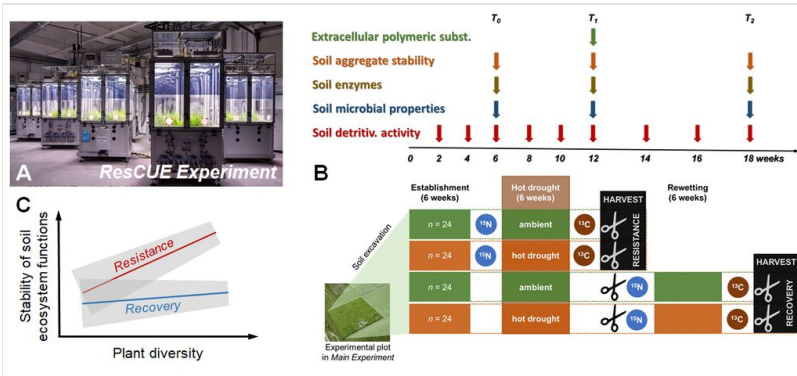 T0
T1
T2
Extracellular polymeric subst.
Soil aggregate stability
Soil enzymes
Soil microbial properties
Soil detritiv. activity
0 2 4 6 8 10 12 14 16 18 weeks
A
ResCUE Experiment
B
Establishment
(6 weeks)
Hot drought
(6 weeks)
Rewetting
(6 weeks)
HARVEST
RESISTANCE
n = 24
15N
ambient
13C
n = 24
15N
hot drought
13C
HARVEST
RECOVERY
n = 24
ambient
15N
13C
n = 24
hot drought
15N
13C
Soil excavation
Experimental plot
in Main Experiment
C
Stability of soil
ecosystem functions
Resistance
Recovery
Plant diversity